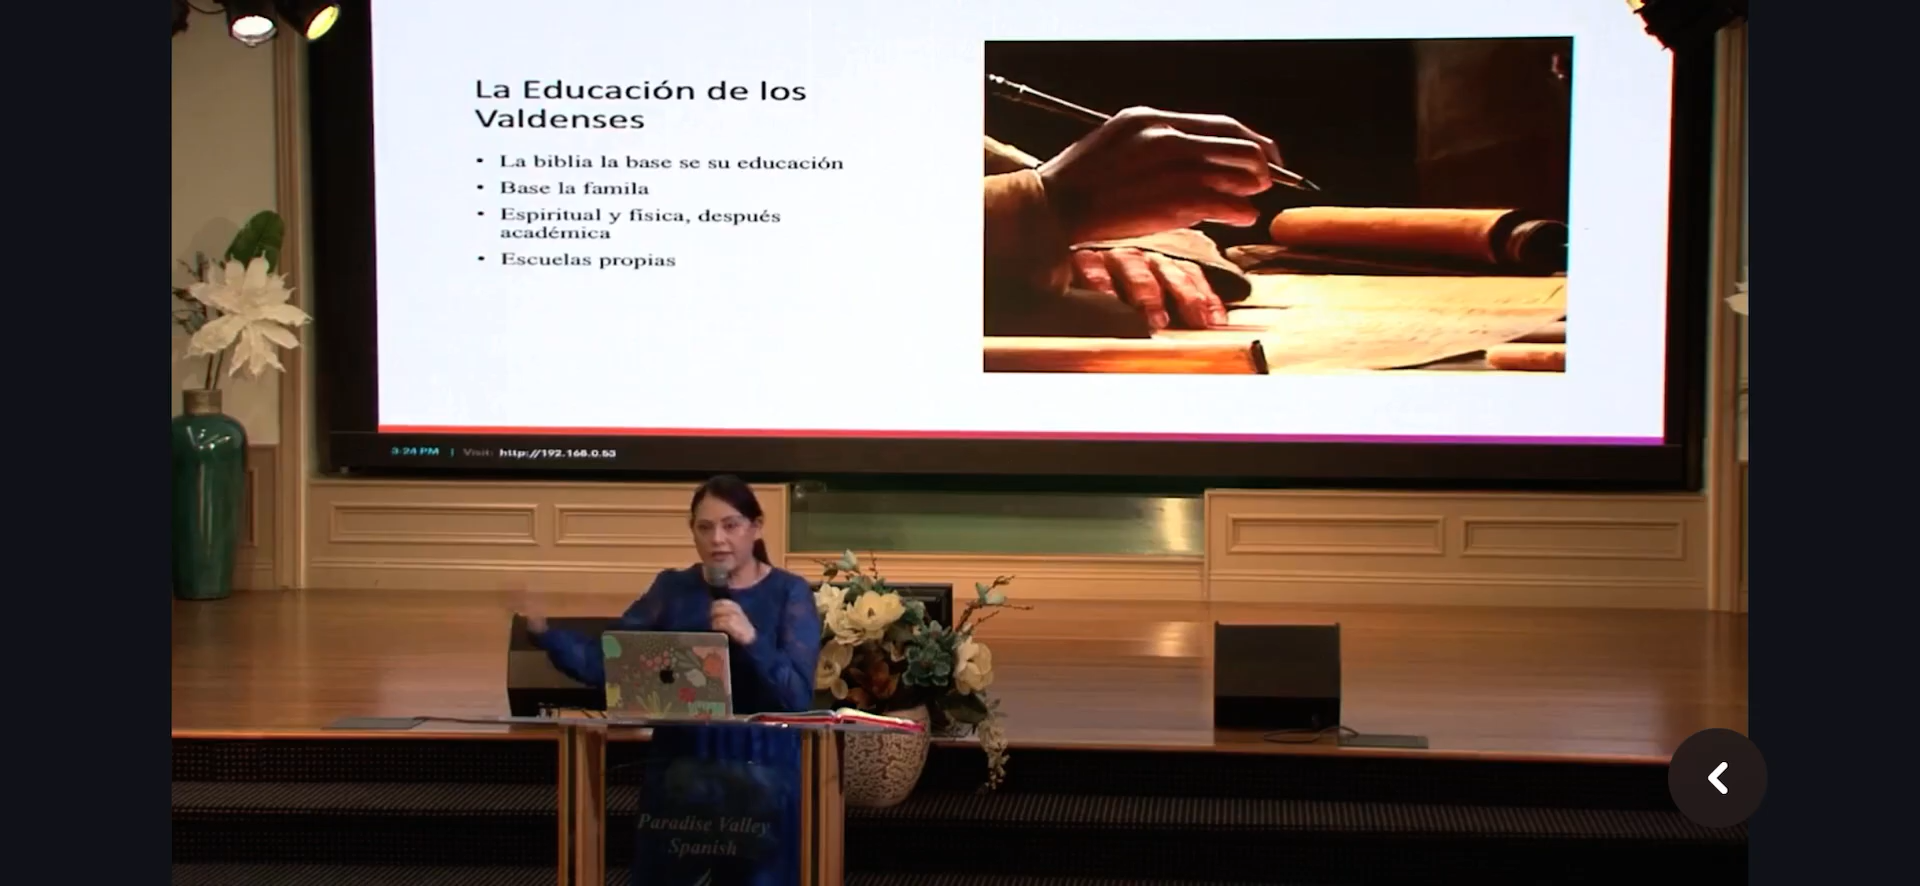 La Educación de los
Valdenses
• La biblia la base se su educación
• Base la famila
• Espiritual y física, después
académica
• Escuelas propias
3:24 PM | Visit: http://192.168.0.53
Paradise Valley
Spanish